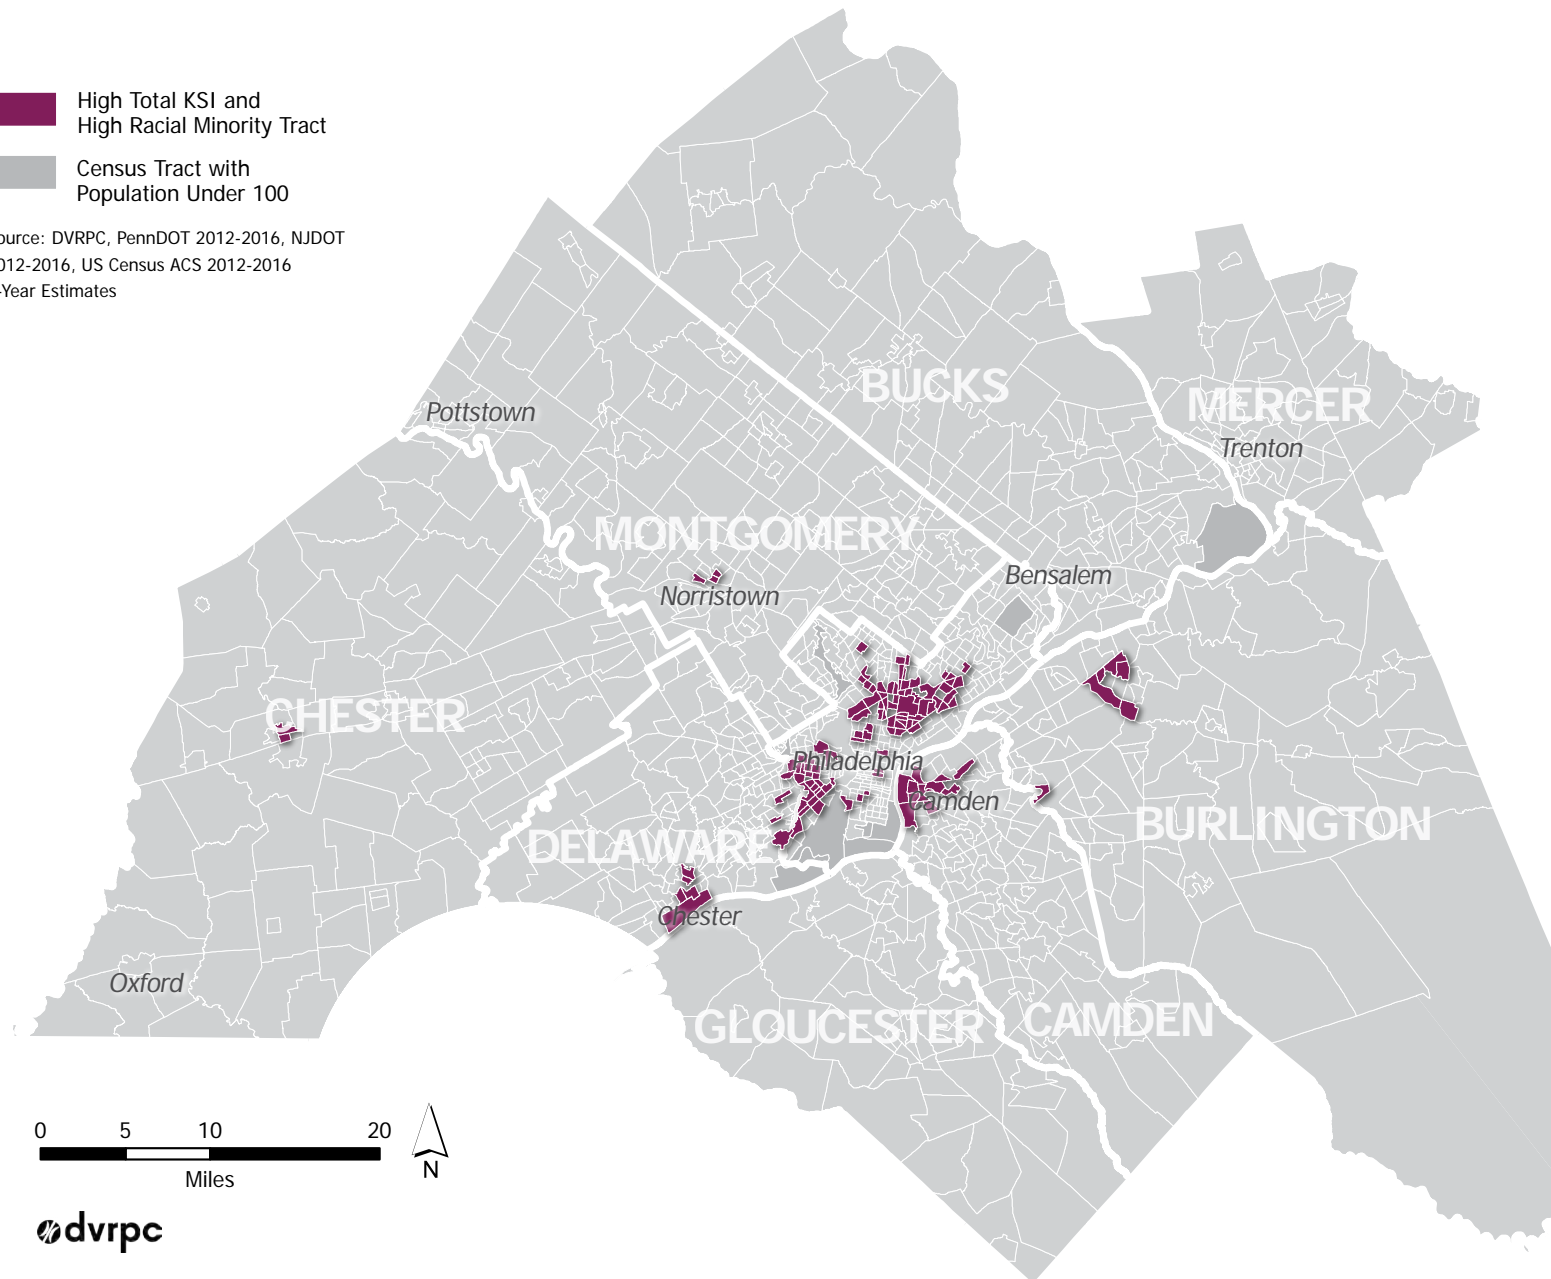 High Total KSI and
High Racial Minority Tract
Census Tract with
Population Under 100
ource: DVRPC, PennDOT 2012-2016, NJDOT
012-2016, US Census ACS 2012-2016
-Year Estimates
BUCKS
MERCER
Pottstown
Trenton
MONTGOMERY
Bensalem
Norristown
CHESTER
Philadelphia
Camden
BURLINGTON
DELAWARE
Chester
Oxford
GLOUCESTER
CAMDEN
0 5 10 20
Miles
N
dvrpc